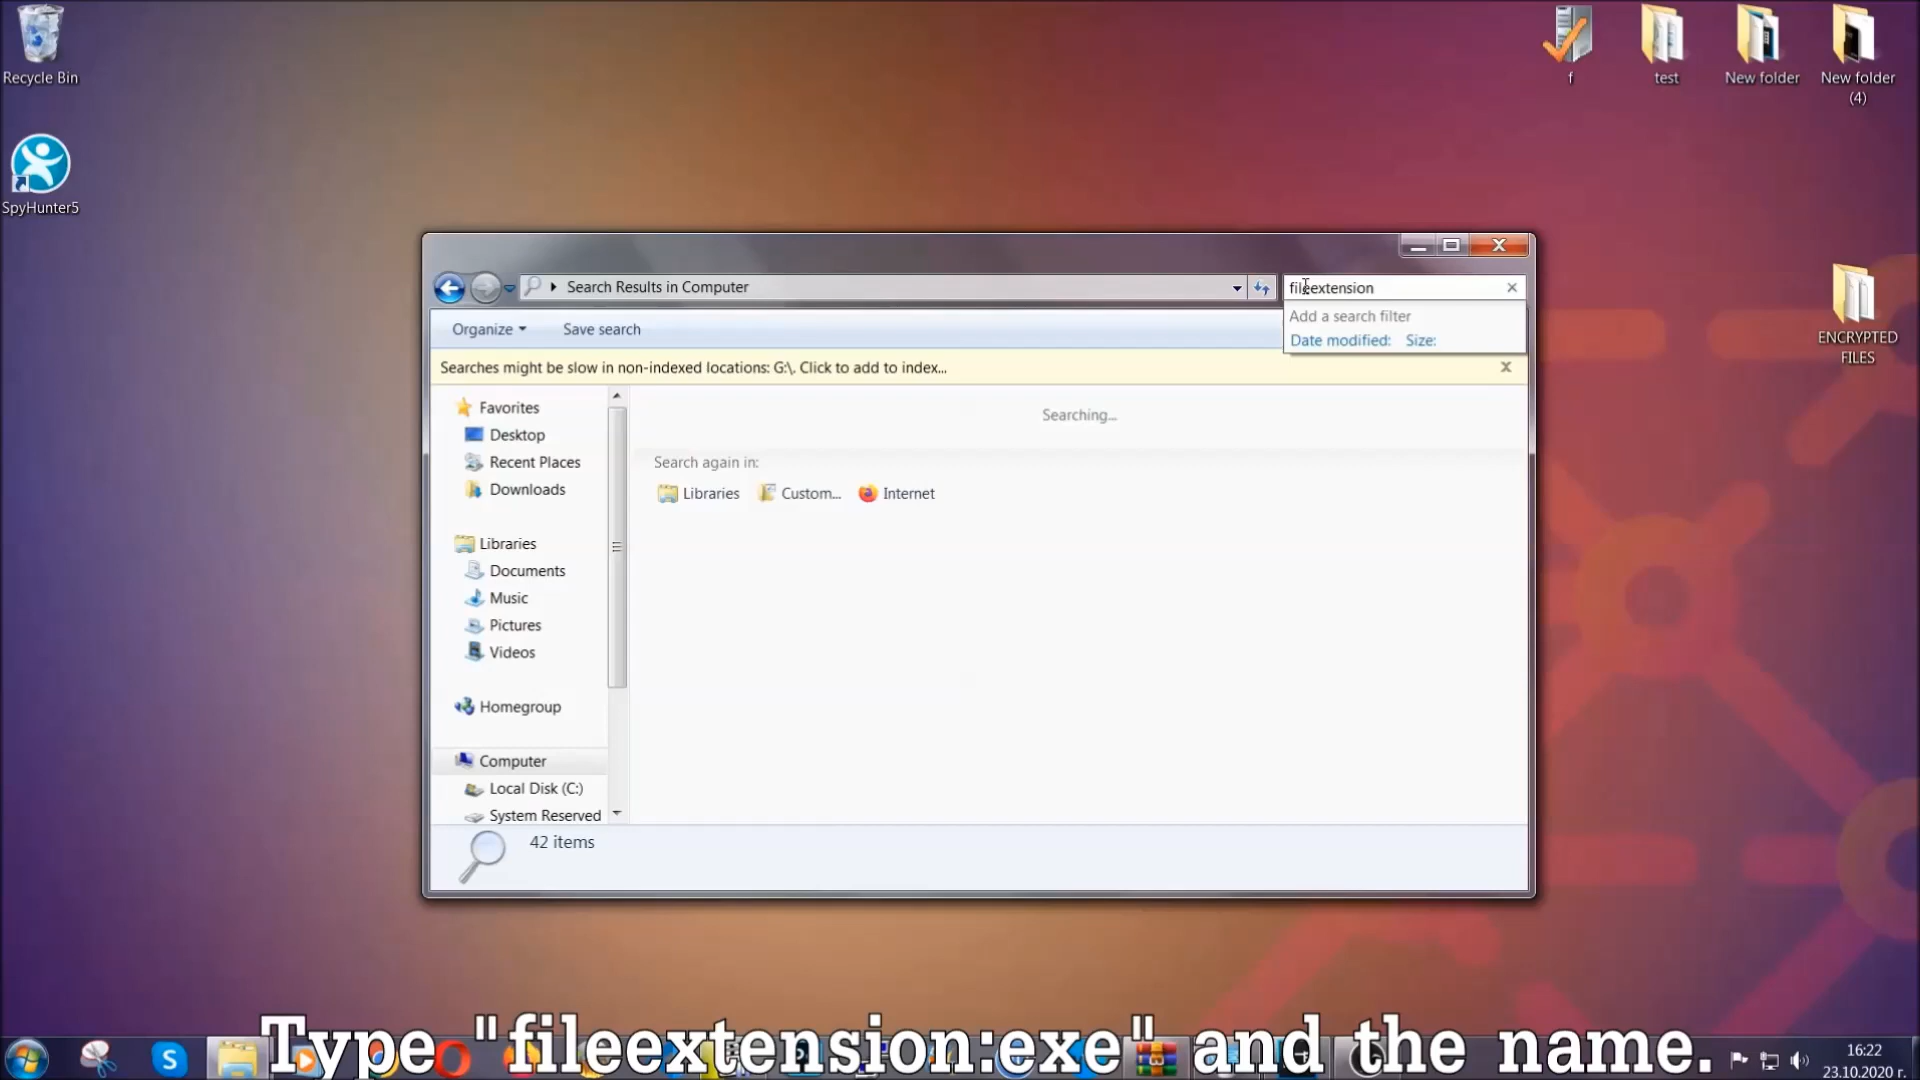 Recycle Bin
SpyHunter5
f
test
New folder
New folder
(4)
ENCRYPTED
FILES
Search Results in Computer
fileextension
Add a search filter
Date modified: Size:
Organize
Save search
Searches might be slow in non-indexed locations: G:\. Click to add to index...
Favorites
Desktop
Recent Places
Downloads
Libraries
Documents
Music
Pictures
Videos
Homegroup
Computer
Local Disk (C:)
System Reserved
Searching...
Search again in:
Libraries Custom... Internet
42 items
Type "fileextension:exe" and the name.
16:22
23.10.2020 г.